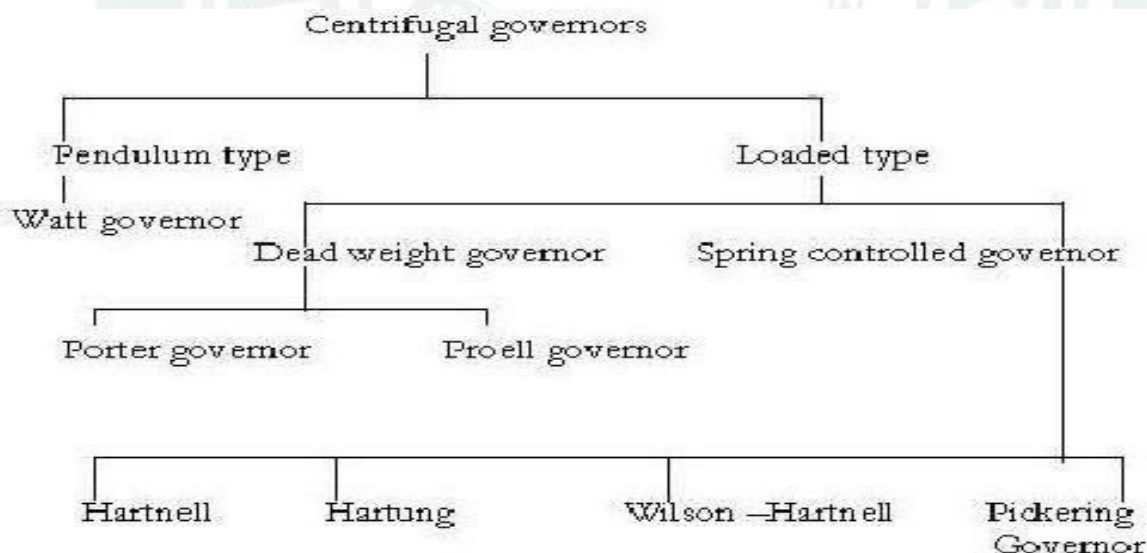 Centrifugal governors
Pendulum type
Loaded type
Watt governor
Dead weight governor
Spring controlled governor
Porter governor
Proell governor
Hartnell
Hartung
Wilson –Hartnell
Pickering
Governor